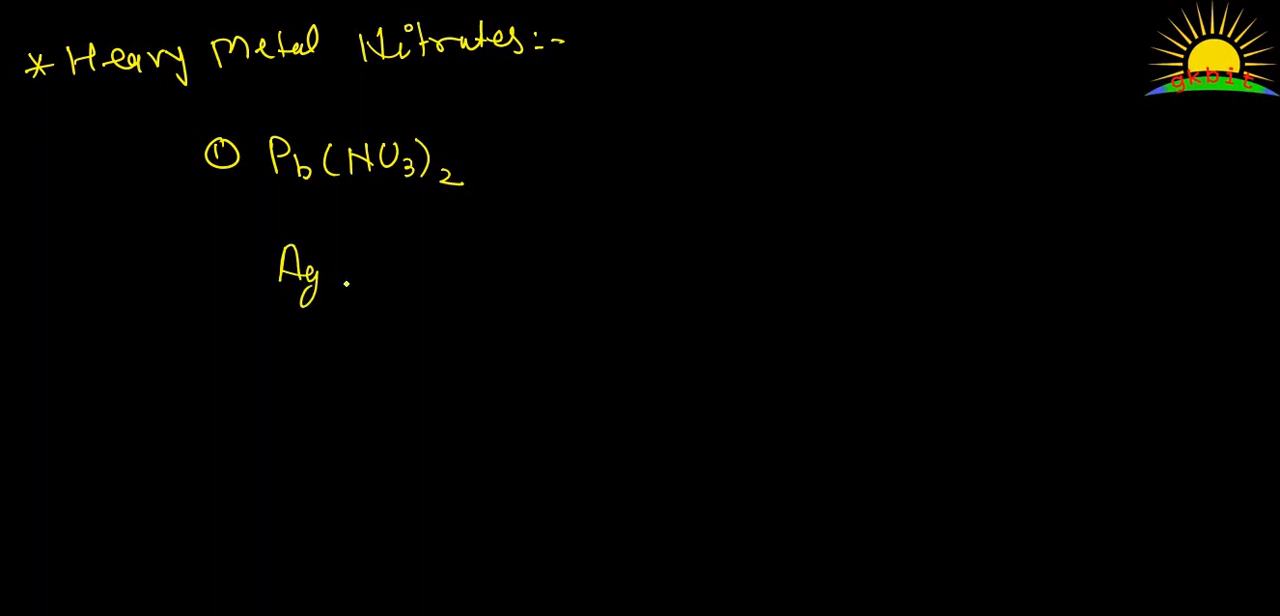 * Heavy Metal Nitrates:-
gkbit
① Pb(NO3)2
Ag .